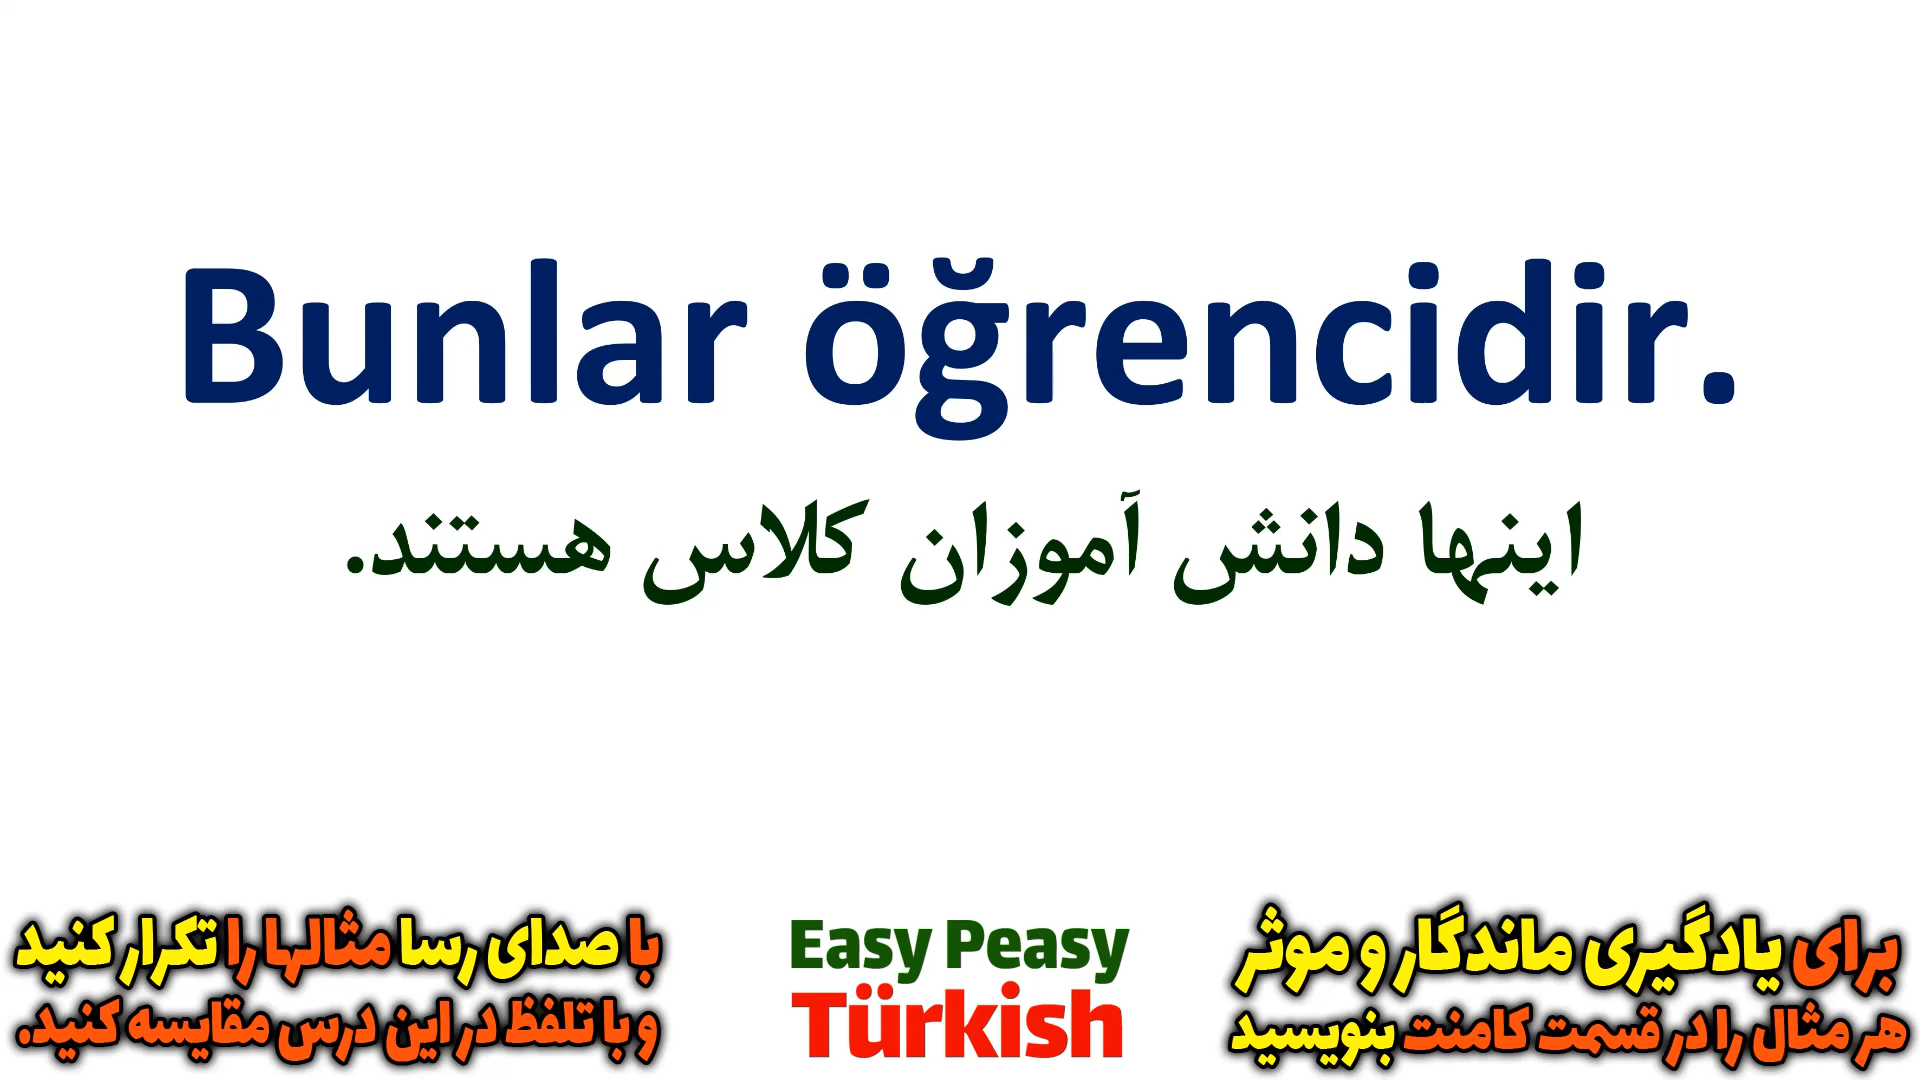 Bunlar öğrencidir.
اینها دانش آموزان کلاس هستند.
برای یادگیری ماندگار و موثر
هر مثال را در قسمت کامنت بنویسید
Easy Peasy
Türkish
با صدای رسا مثالها را تکرار کنید
و با تلفظ در این درس مقایسه کنید.